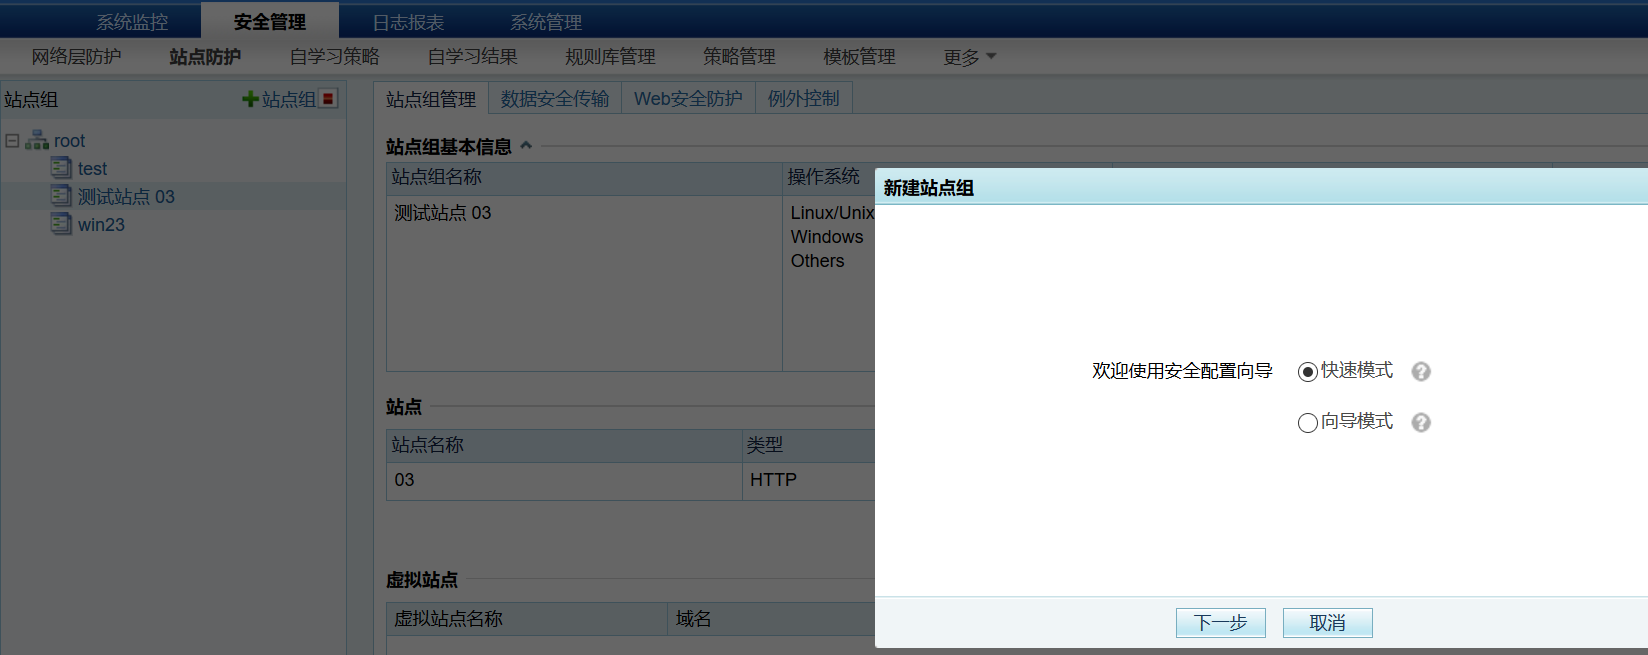 系统监控 安全管理 日志报表 系统管理
网络层防护 站点防护 自学习策略 自学习结果 规则库管理 策略管理 模板管理 更多
站点组 站点组
root
test
测试站点 03
win23
站点组管理 数据安全传输 Web安全防护 例外控制
站点组基本信息
站点组名称 操作系统
测试站点 03 Linux/Unix
Windows
Others
站点
站点名称 类型
03 HTTP
虚拟站点
虚拟站点名称 域名
新建站点组
欢迎使用安全配置向导 快速模式 ?
向导模式 ?
下一步 取消